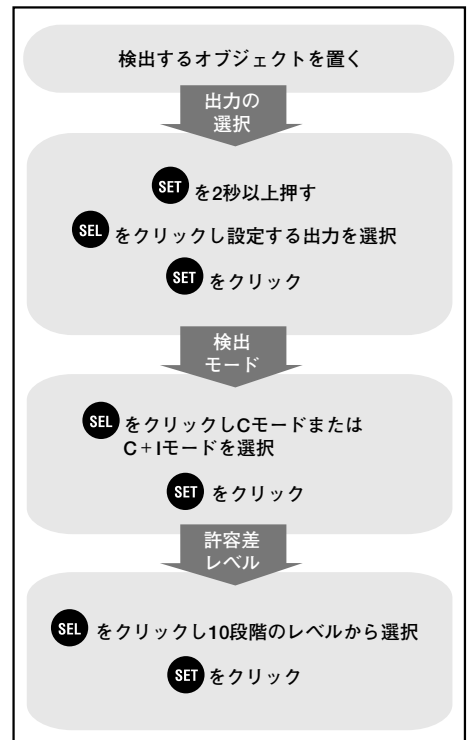 検出するオブジェクトを置く
出力の
選択
SET を2秒以上押す
SEL をクリックし設定する出力を選択
SET をクリック
検出
モード
SEL をクリックしCモードまたは
C+Iモードを選択
SET をクリック
許容差
レベル
SEL をクリックし10段階のレベルから選択
SET をクリック